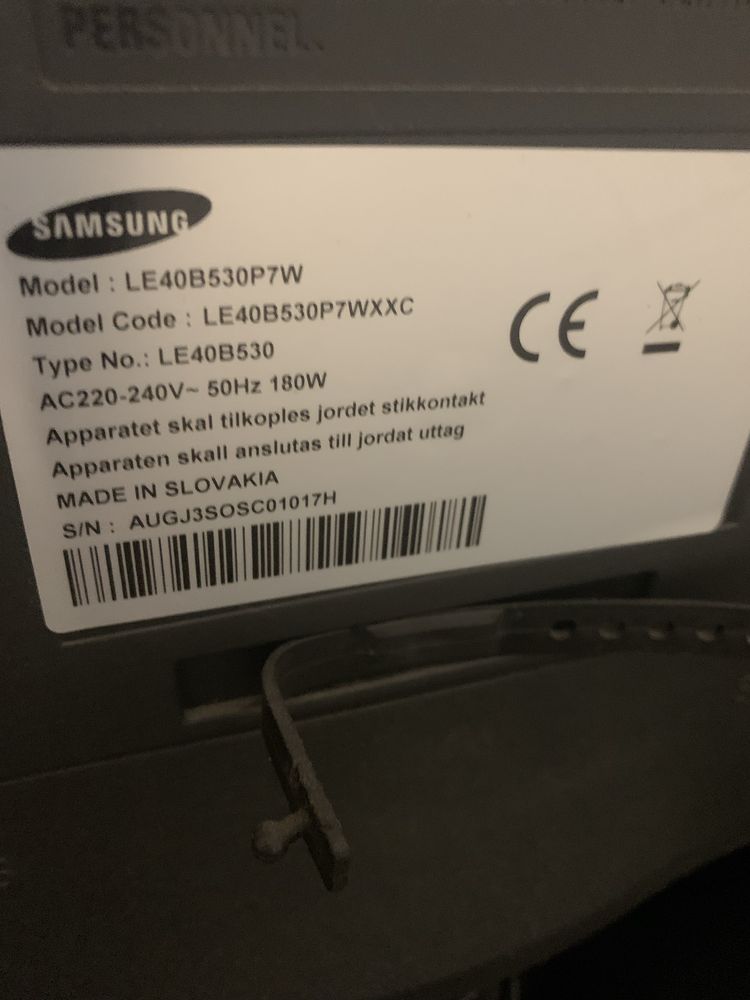 PERSONNEL.
SAMSUNG
Model : LE40B530P7W
Model Code : LE40B530P7WXXC
Type No.: LE40B530
AC220-240V~ 50Hz 180W
Apparatet skal tilkoples jordet stikkontakt
Apparaten skall anslutas till jordat uttag
MADE IN SLOVAKIA
S/N : AUGJ3SOSC01017H
CE